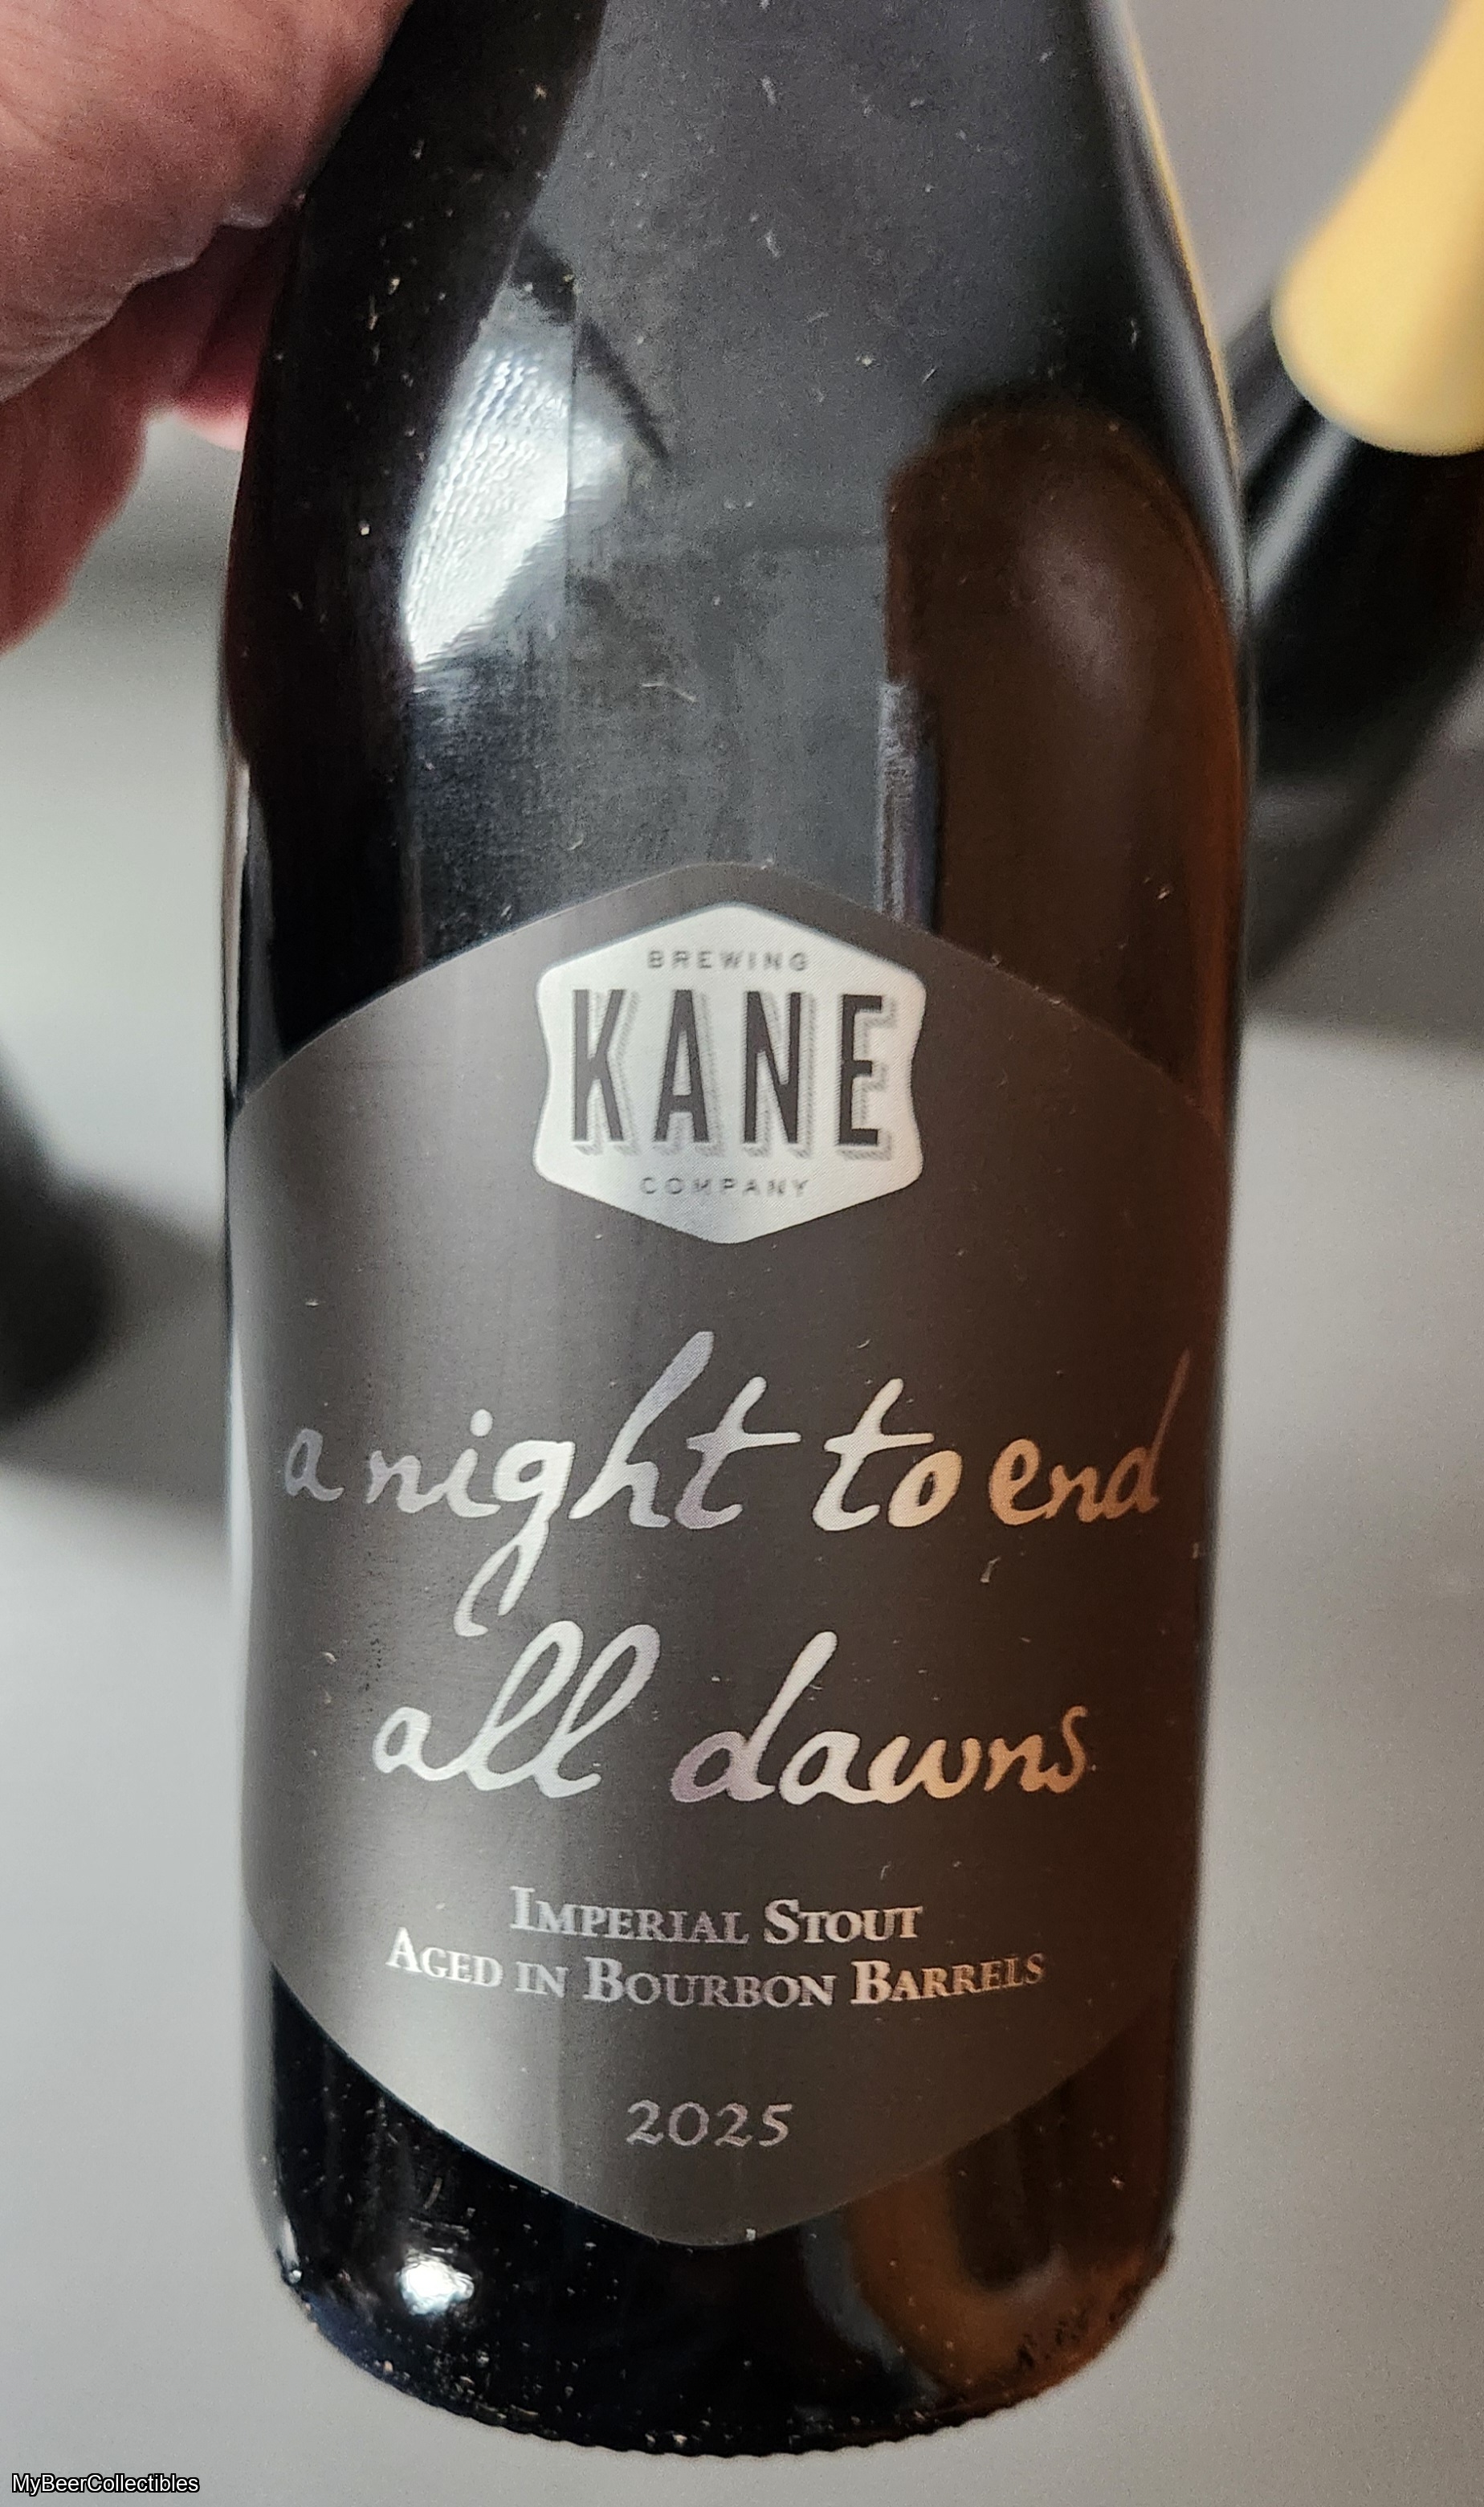 BREWING
KANE
COMPANY
a night to end
all dawns
IMPERIAL STOUT
AGED IN BOURBON BARRELS
2025
MyBeerCollectibles